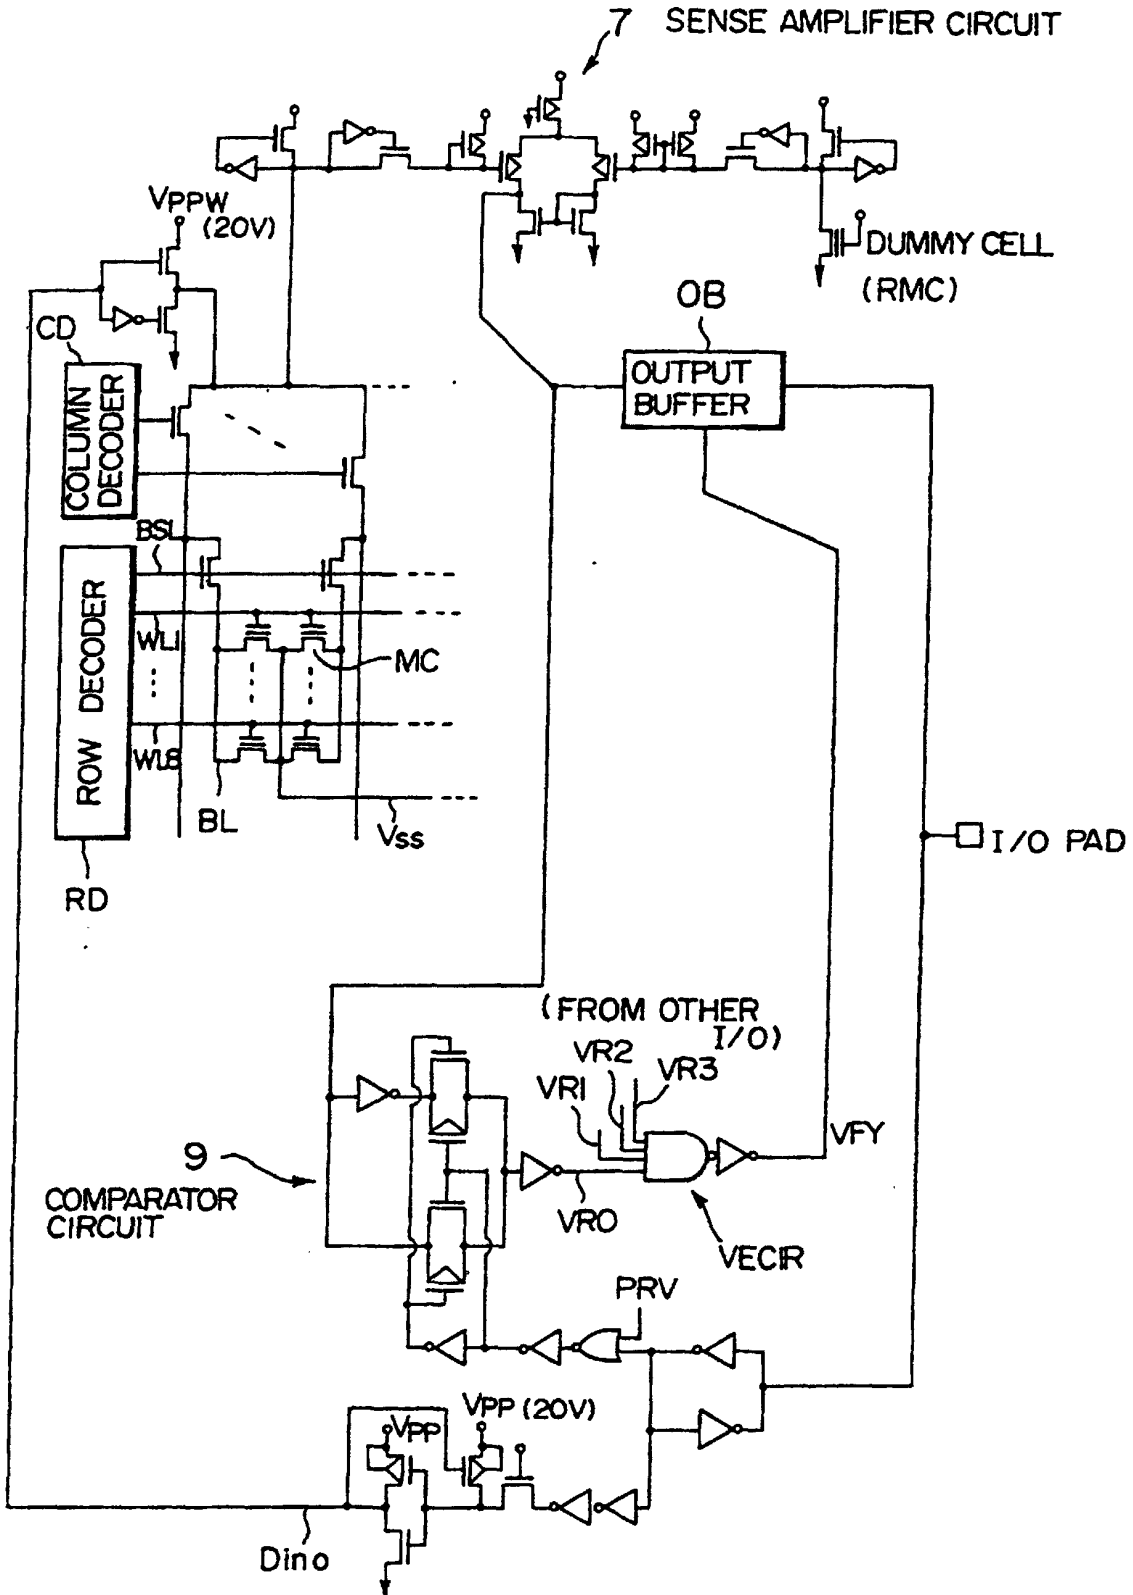 7 SENSE AMPLIFIER CIRCUIT
VPPW
(20V)
DUMMY CELL
(RMC)
OB
CD
OUTPUT
BUFFER
COLUMN
DECODER
BSL
ROW DECODER
WL1
MC
WL8
BL
Vss
I/O PAD
RD
(FROM OTHER
I/O)
VR2
VR3
VR1
VFY
9
COMPARATOR
CIRCUIT
VRO
VECIR
PRV
VPP (20V)
VPP
Dino